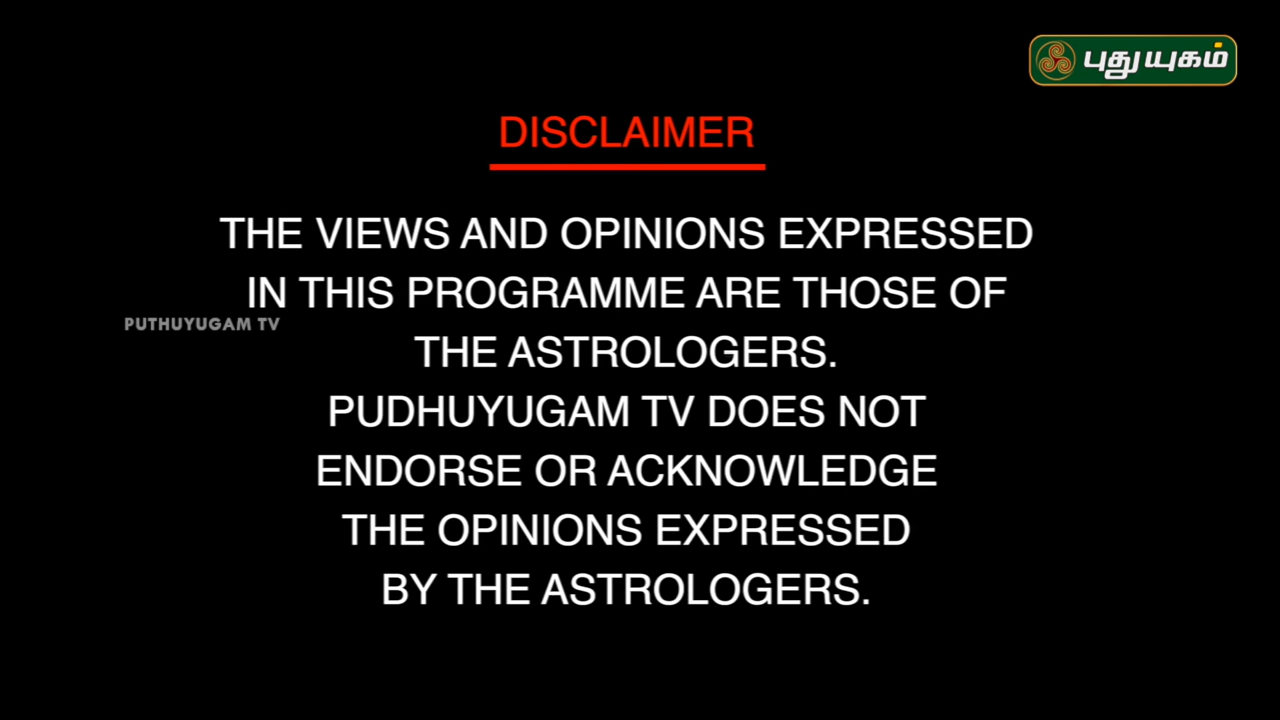 புதுயுகம்
DISCLAIMER
THE VIEWS AND OPINIONS EXPRESSED
IN THIS PROGRAMME ARE THOSE OF
PUTHUYUGAM TV
THE ASTROLOGERS.
PUDHUYUGAM TV DOES NOT
ENDORSE OR ACKNOWLEDGE
THE OPINIONS EXPRESSED
BY THE ASTROLOGERS.